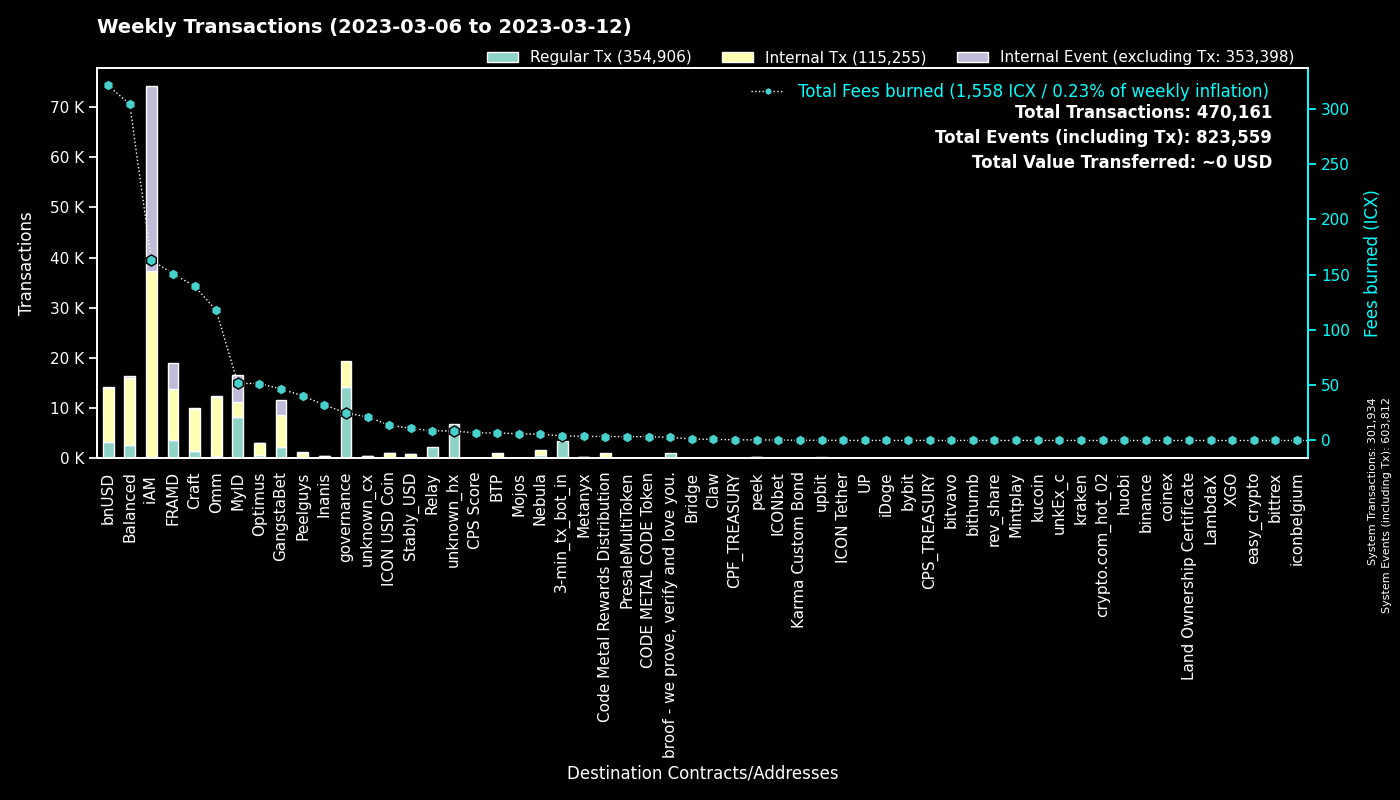 Weekly Transactions (2023-03-06 to 2023-03-12)
Regular Tx (354,906)
Internal Tx (115,255)
Internal Event (excluding Tx: 353,398)
Total Fees burned (1,558 ICX / 0.23% of weekly inflation)
Total Transactions: 470,161
Total Events (including Tx): 823,559
Total Value Transferred: ~0 USD
Transactions
70 K
60 K
50 K
40 K
30 K
20 K
10 K
0 K
300
250
200
150
100
50
0
Fees burned (ICX)
System Transactions: 301,934
System Events (including Tx): 603,812
bnUSD
Balanced
iAM
FRAMD
Craft
Omm
MyID
Optimus
GangstaBet
Peelguys
Inanis
governance
unknown_cx
ICON USD Coin
Stably_USD
Relay
unknown_hx
CPS Score
BTP
Mojos
Nebula
3-min_tx_bot_in
Metanyx
Code Metal Rewards Distribution
PresaleMultiToken
CODE METAL CODE Token
broof - we prove, verify and love you.
Bridge
Claw
CPF_TREASURY
peek
ICONbet
Karma Custom Bond
upbit
ICON Tether
UP
iDoge
bybit
CPS_TREASURY
bitvavo
bithumb
rev_share
Mintplay
kucoin
unkEx_c
kraken
crypto.com_hot_02
huobi
binance
coinex
Land Ownership Certificate
LambdaX
XGO
easy_crypto
bittrex
iconbelgium
Destination Contracts/Addresses